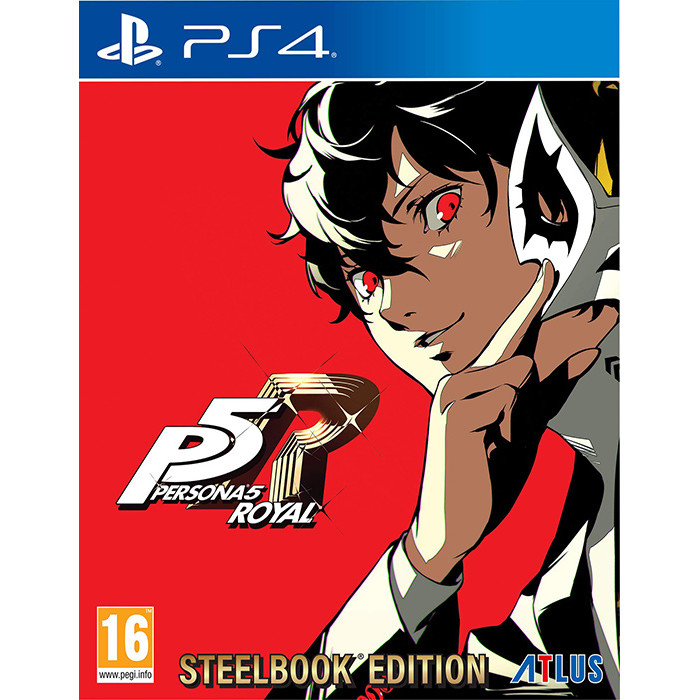 PS4
P5R
PERSONA5
ROYAL
16
www.pegi.info
STEELBOOK® EDITION
ATLUS